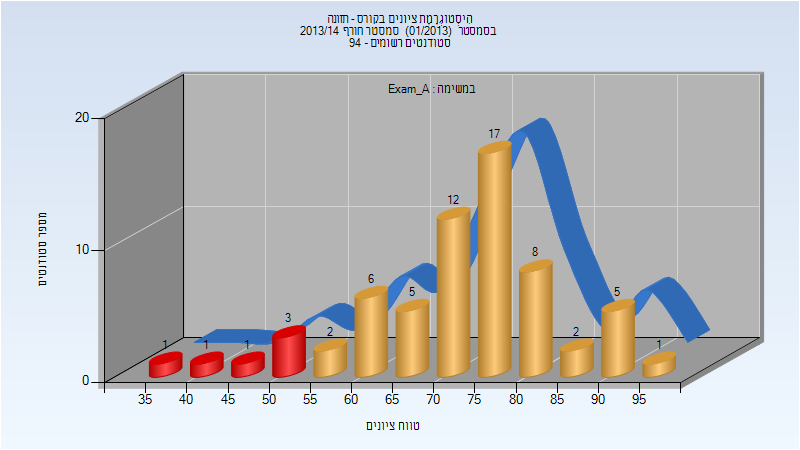 היסטוגרמת ציונים בקורס - חזונה
בסמסטר (01/2013) סמסטר חורף 2013/14
סטודנטים רשומים - 94
במשימה : Exam_A
מספר סטודנטים
20
10
0
1
1
1
3
2
6
5
12
17
8
2
5
1
35 40 45 50 55 60 65 70 75 80 85 90 95
טווח ציונים